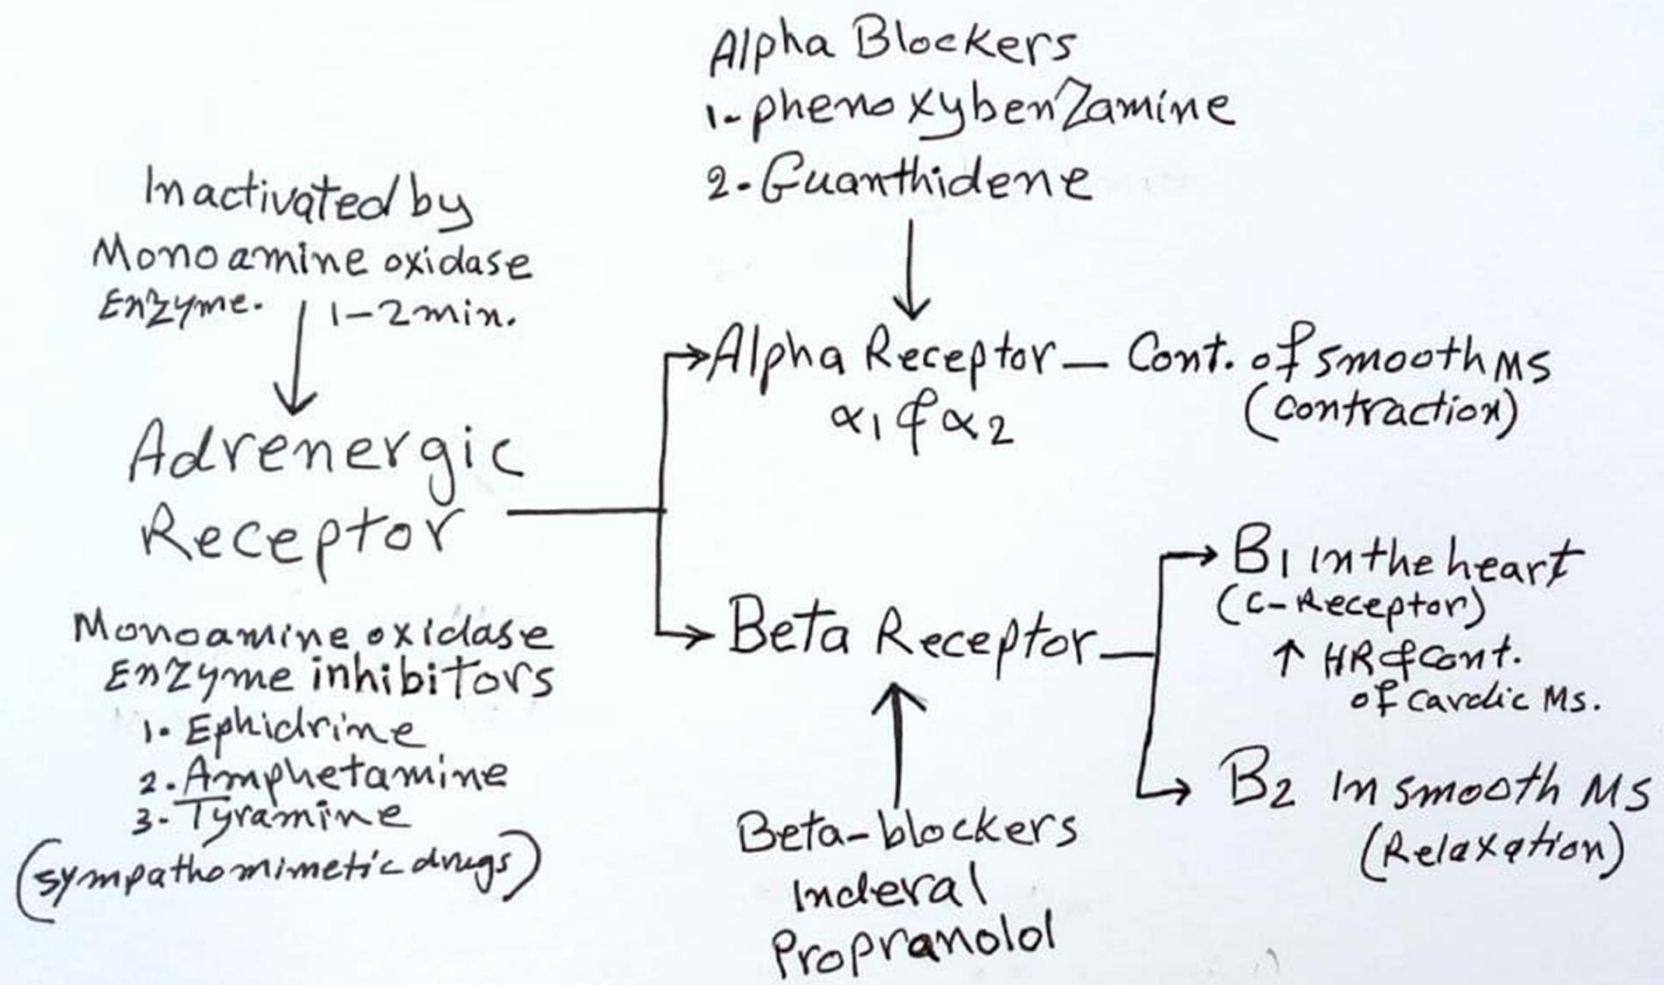 Alpha Blockers
1- phenoxybenzamine
2- Guanthidene
Inactivated by
Monoamine oxidase
Enzyme. 1-2 min.
Adrenergic
Receptor
Alpha Receptor - Cont. of smooth Ms
(contraction)
α1 & α2
Beta Receptor
B1 in the heart
(C-Receptor)
↑ HR & Cont.
of cardic Ms.
B2 in smooth Ms
(Relaxation)
Monoamine oxidase
Enzyme inhibitors
1. Ephidrine
2. Amphetamine
3- Tyramine
(sympathomimetic drugs)
Beta-blockers
Inderal
Propranolol